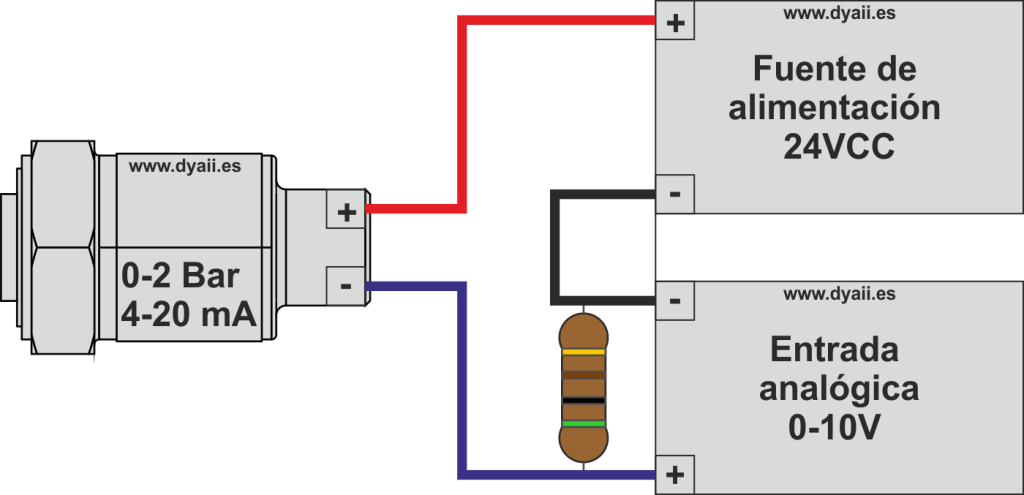 www.dyaii.es
+
-
0-2 Bar
4-20 mA
www.dyaii.es
+
Fuente de
alimentación
24VCC
-
www.dyaii.es
-
Entrada
analógica
0-10V
+